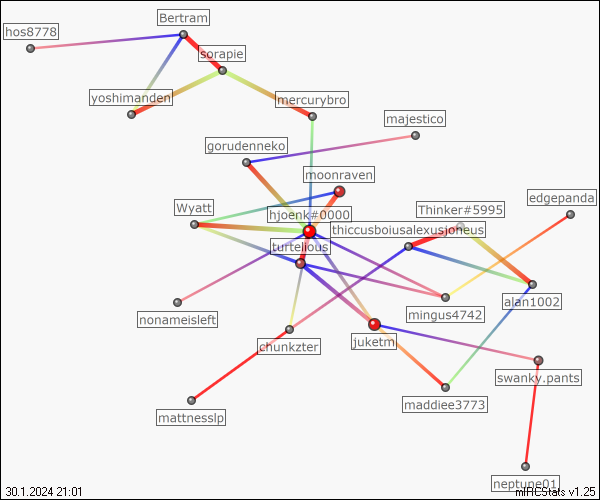 Bertram
hos8778
sorapie
yoshimanden
mercurybro
majestico
gorudenneko
moonraven
edgepanda
Wyatt
hjoenk#0000
Thinker#5995
thiccusboiusalexusjoneus
turtelious
nonameisleft
mingus4742
alan1002
chunkzter
juketm
swanky.pants
mattnesslp
maddiee3773
neptune01
30.1.2024 21:01
mIRCStats v1.25